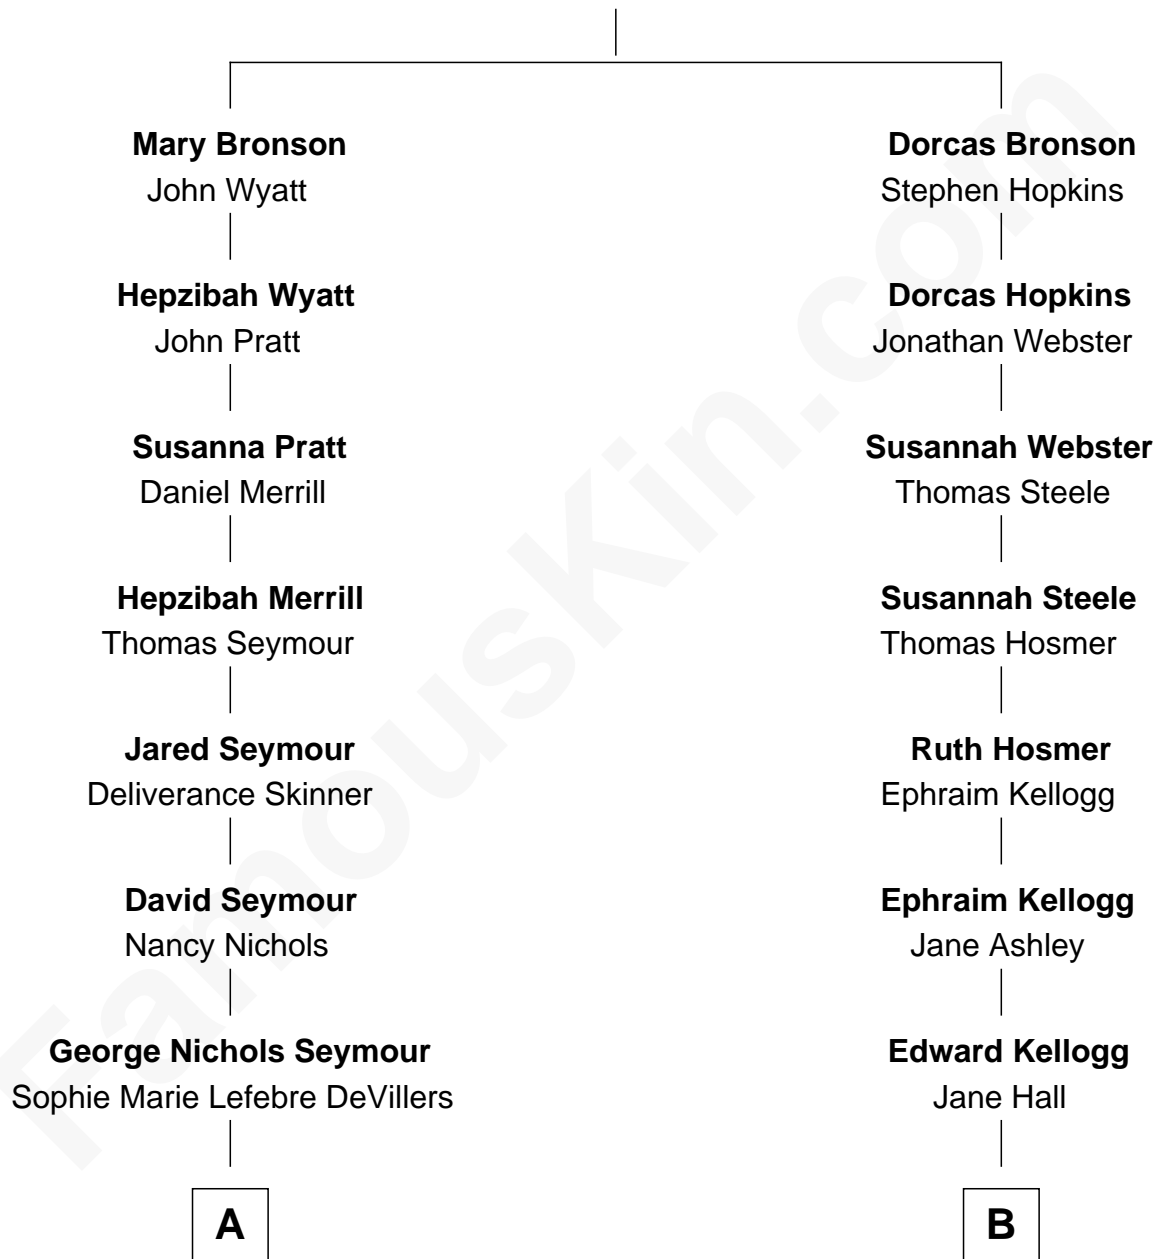 Mary Bronson
John Wyatt
Dorcas Bronson
Stephen Hopkins
Hepzibah Wyatt
John Pratt
Dorcas Hopkins
Jonathan Webster
Susanna Pratt
Daniel Merrill
Susannah Webster
Thomas Steele
Hepzibah Merrill
Thomas Seymour
Susannah Steele
Thomas Hosmer
Jared Seymour
Deliverance Skinner
Ruth Hosmer
Ephraim Kellogg
David Seymour
Nancy Nichols
Ephraim Kellogg
Jane Ashley
George Nichols Seymour
Sophie Marie Lefebre DeVillers
Edward Kellogg
Jane Hall
A
B
FamousKin.com